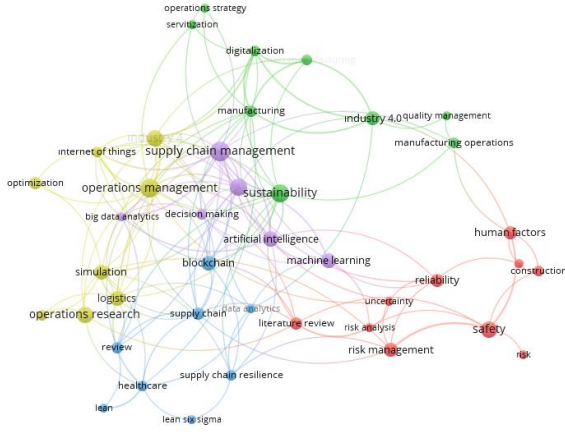 operations strategy
servitization
digitalization
manufacturing
industry 4.0
quality management
manufacturing operations
internet of things
supply chain management
optimization
operations management
sustainability
big data analytics
decision making
human factors
artificial intelligence
blockchain
machine learning
construction
simulation
reliability
logistics
uncertainty
data analytics
operations research
supply chain
literature review
risk analysis
safety
review
risk management
risk
supply chain resilience
healthcare
lean
lean six sigma